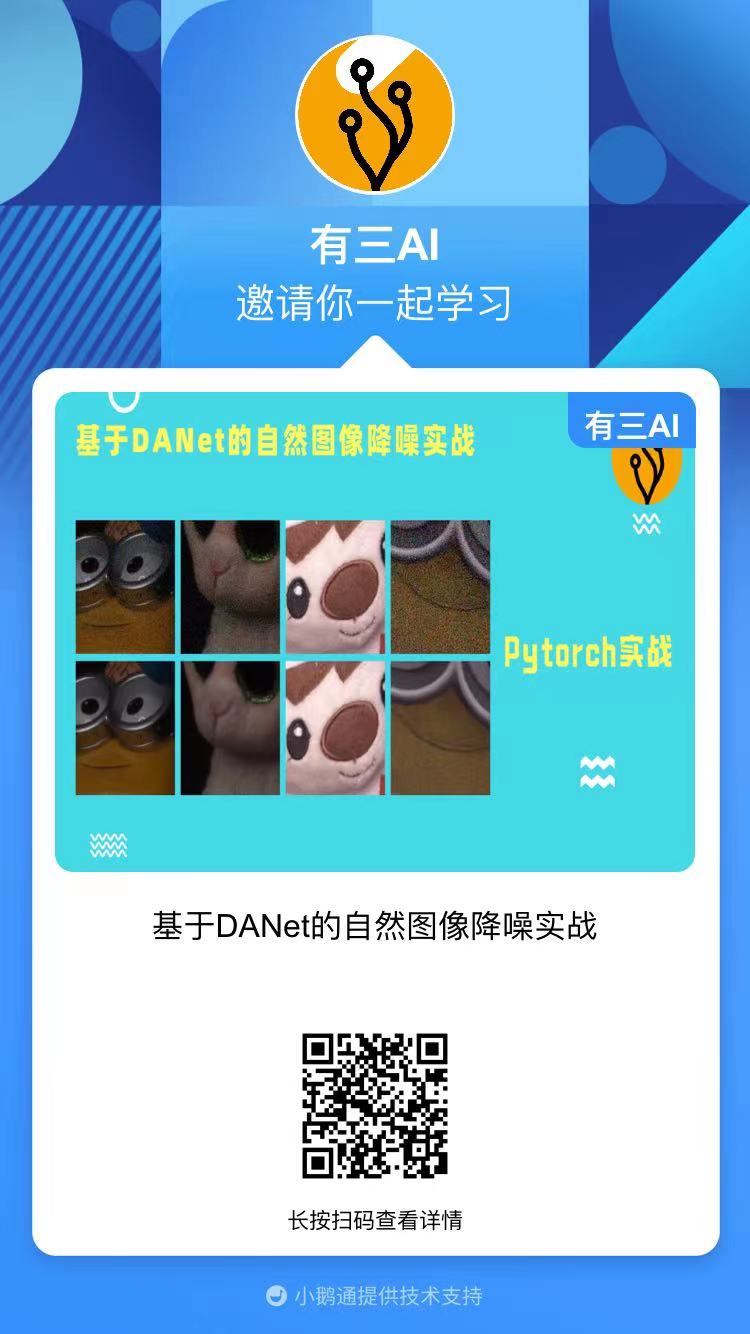 有三AI
邀请你一起学习
有三AI
基于DANet的自然图像降噪实战
Pytorch实战
基于DANet的自然图像降噪实战
长按扫码查看详情
小鹅通提供技术支持